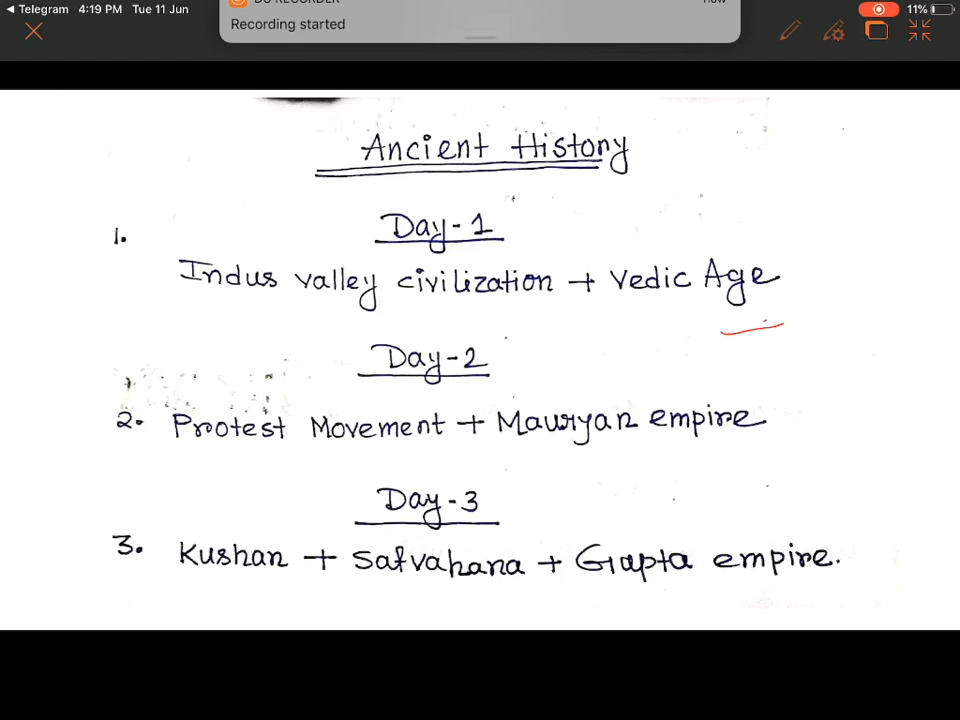 Telegram 4:19 PM Tue 11 Jun
now
11%
Recording started
Ancient History
Day-1
1.
Indus valley civilization + Vedic Age
Day-2
2. Protest Movement + Mauryan empire
Day-3
3. Kushan + Satvahana + Gupta empire.